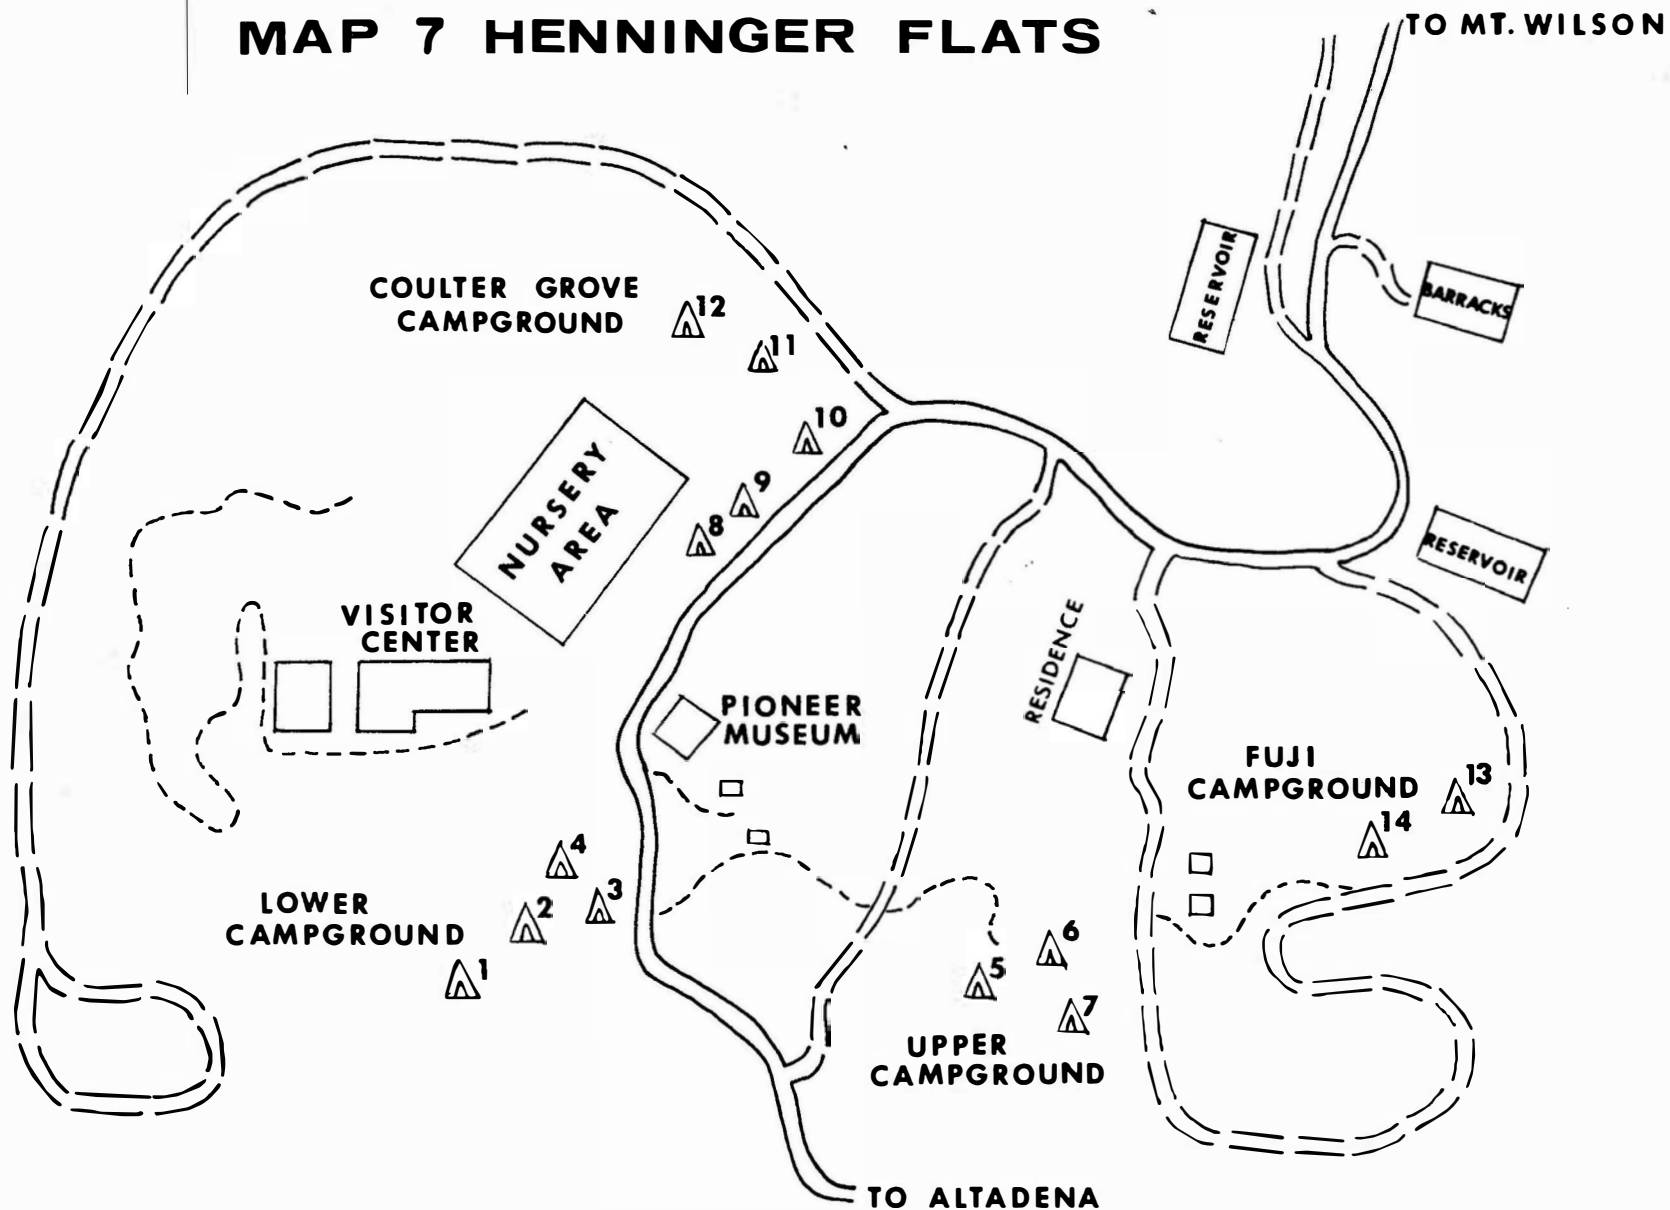 MAP 7 HENNINGER FLATS
TO MT. WILSON
RESERVOIR
BARRACKS
COULTER GROVE
CAMPGROUND
12
11
10
9
8
NURSERY
AREA
RESERVOIR
VISITOR
CENTER
RESIDENCE
PIONEER
MUSEUM
FUJI
CAMPGROUND
13
14
4
3
2
1
LOWER
CAMPGROUND
6
5
7
UPPER
CAMPGROUND
TO ALTADENA